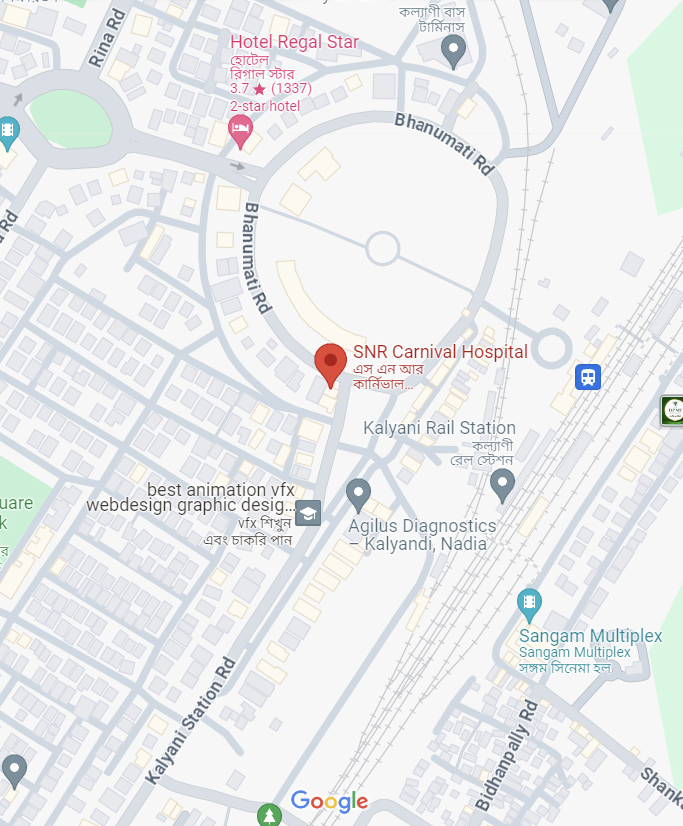 কল্যাণী বাস
টার্মিনাস
Rina Rd
Hotel Regal Star
হোটেল
রিগাল স্টার
3.7 ★ (1337)
2-star hotel
Bhanumati Rd
Bhanumati Rd
SNR Carnival Hospital
এস এন আর
কার্নিভাল...
Kalyani Rail Station
কল্যাণী
রেল স্টেশন
best animation vfx
webdesign graphic desig...
vfx শিখুন
এবং চাকরি পান
Agilus Diagnostics
– Kalyandi, Nadia
Sangam Multiplex
Sangam Multiplex
সঙ্গম সিনেমা হল
Kalyani Station Rd
Bidhanpally Rd
Shanka
Google